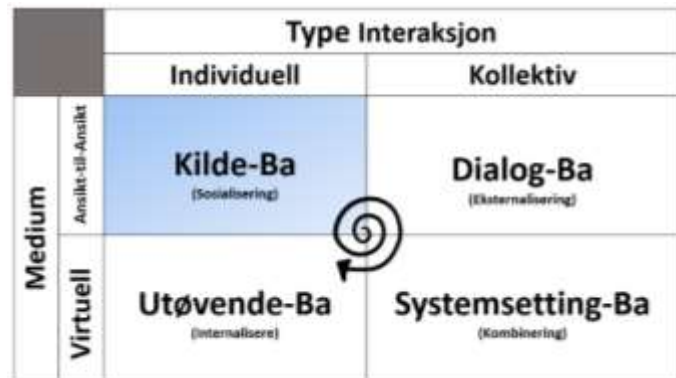 Type Interaksjon
Individuell
Kollektiv
Medium
Ansikt-til-Ansikt
Kilde-Ba
(Sosialisering)
Dialog-Ba
(Eksternalisering)
Virtuell
Utøvende-Ba
(Internalisere)
Systemsetting-Ba
(Kombinering)